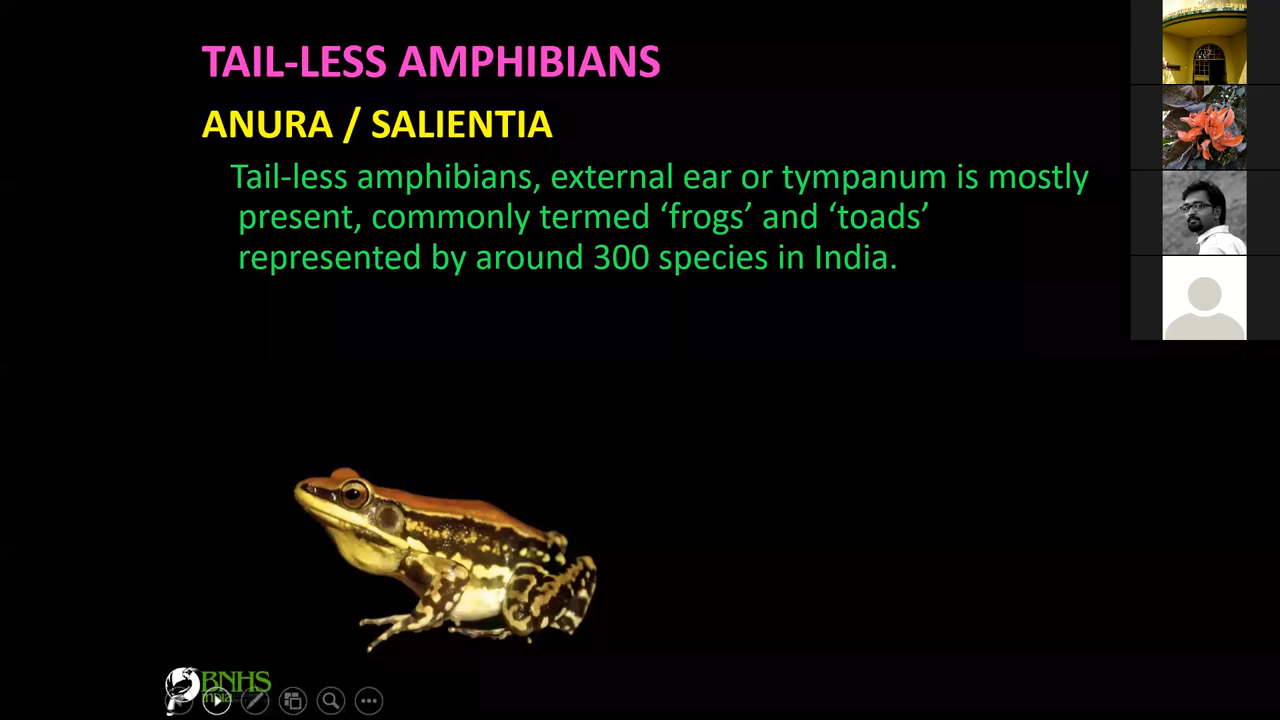 TAIL-LESS AMPHIBIANS
ANURA / SALIENTIA
Tail-less amphibians, external ear or tympanum is mostly
present, commonly termed ‘frogs’ and ‘toads’
represented by around 300 species in India.
BNHS
India